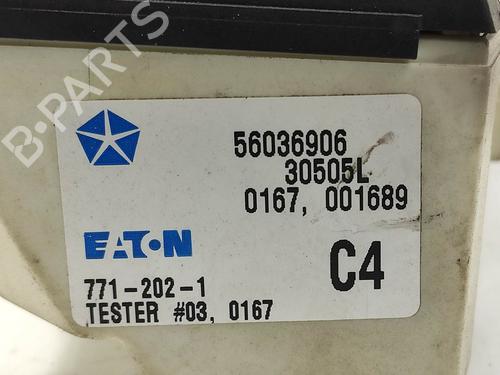 B-PARTS
56036906
30505L
0167, 001689
EATON
C4
771-202-1
TESTER #03, 0167